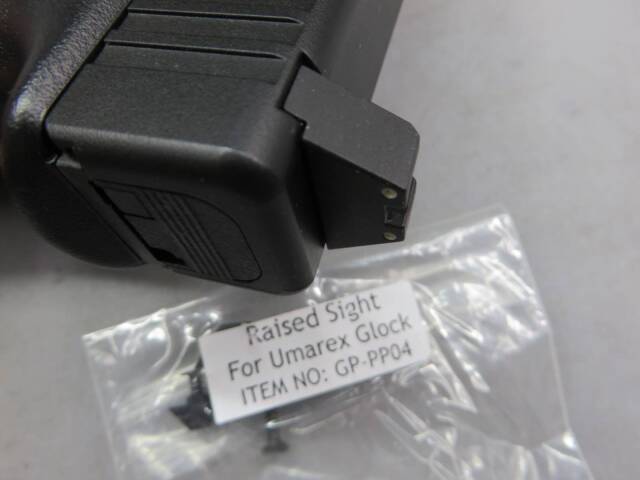 Raised Sight
For Umarex Glock
ITEM NO: GP-PP04